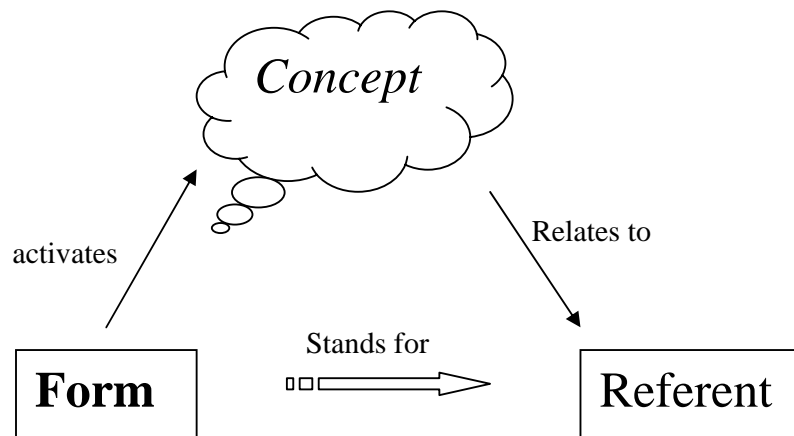 Concept
activates
Relates to
Stands for
Form
Referent